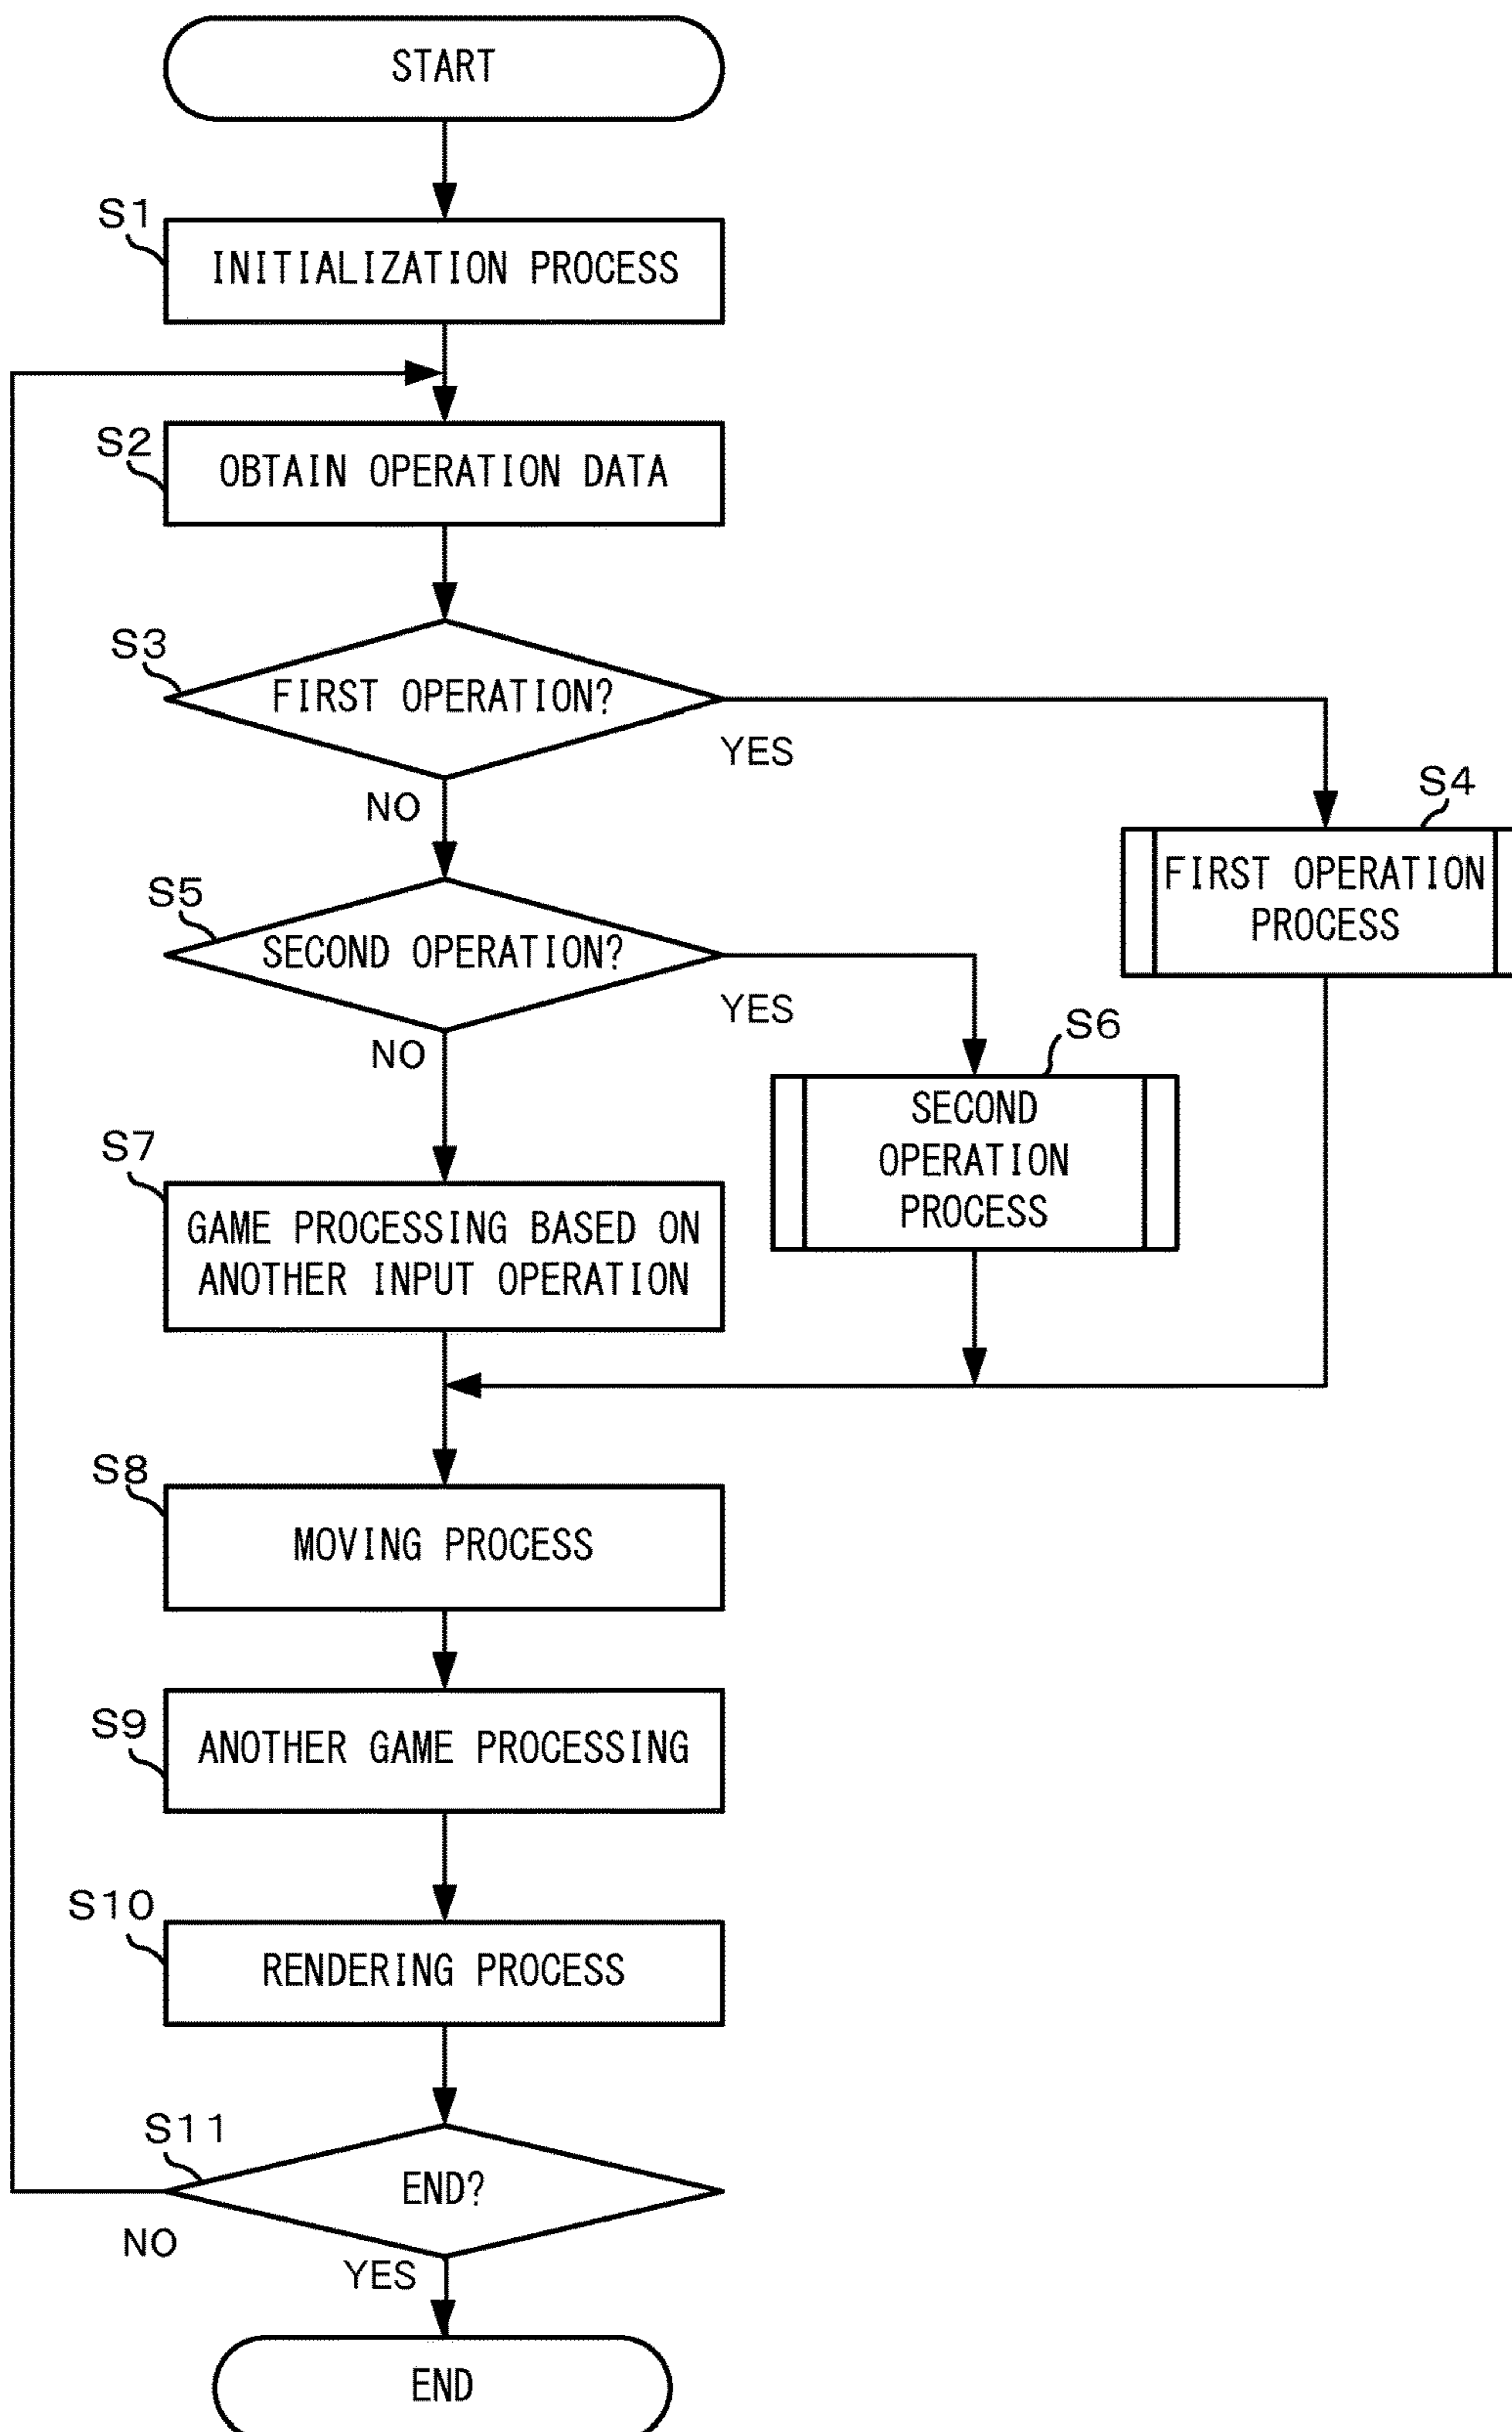 START
S1
INITIALIZATION PROCESS
S2
OBTAIN OPERATION DATA
S3
FIRST OPERATION?
YES
NO
S4
FIRST OPERATION
PROCESS
S5
SECOND OPERATION?
YES
NO
S6
SECOND
OPERATION
PROCESS
S7
GAME PROCESSING BASED ON
ANOTHER INPUT OPERATION
S8
MOVING PROCESS
S9
ANOTHER GAME PROCESSING
S10
RENDERING PROCESS
S11
END?
NO
YES
END